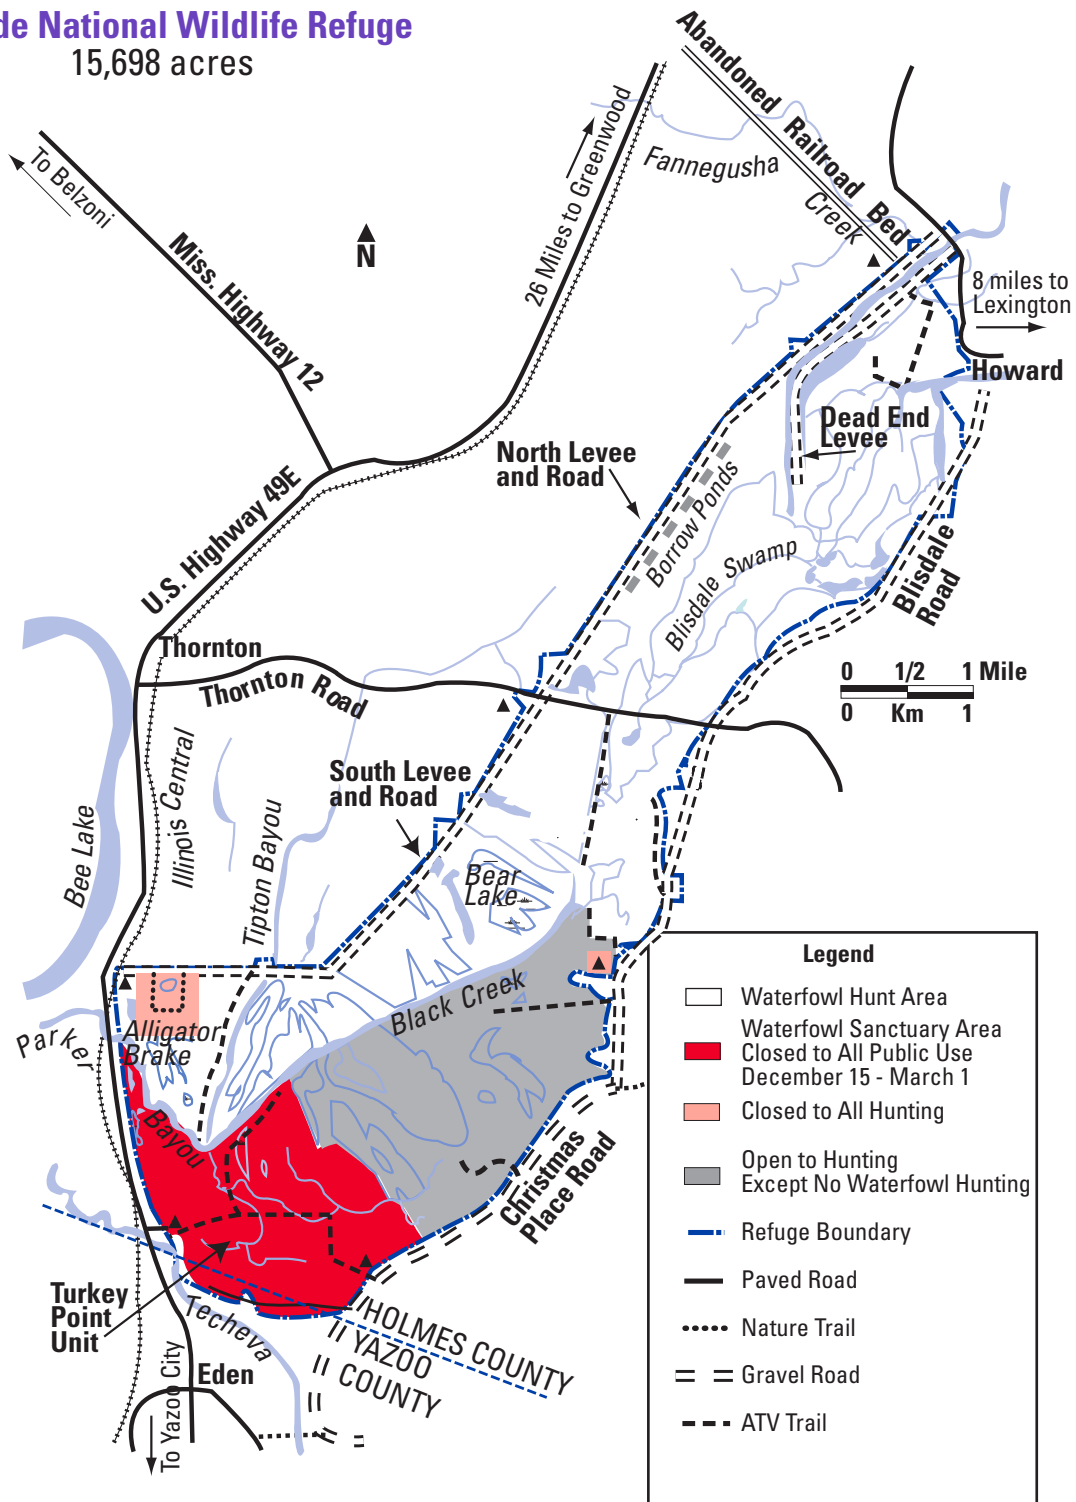 de National Wildlife Refuge
15,698 acres
Abandoned Railroad Bed
To Belzoni
Miss. Highway 12
N
26 Miles to Greenwood
Fannegusha
Creek
8 miles to
Lexington
Howard
Dead End
Levee
North Levee
and Road
Borrow Ponds
Blisdale Swamp
Blisdale
Road
U.S. Highway 49E
Thornton
Thornton Road
0 1/2 1 Mile
0 Km 1
South Levee
and Road
Illinois Central
Bee Lake
Tipton Bayou
Bear
Lake
Black Creek
Alligator
Brake
Parker
Bayou
Christmas
Place Road
Turkey
Point
Unit
Techeva
HOLMES COUNTY
YAZOO
COUNTY
Eden
To Yazoo City
Legend
Waterfowl Hunt Area
Waterfowl Sanctuary Area
Closed to All Public Use
December 15 - March 1
Closed to All Hunting
Open to Hunting
Except No Waterfowl Hunting
Refuge Boundary
Paved Road
Nature Trail
Gravel Road
ATV Trail